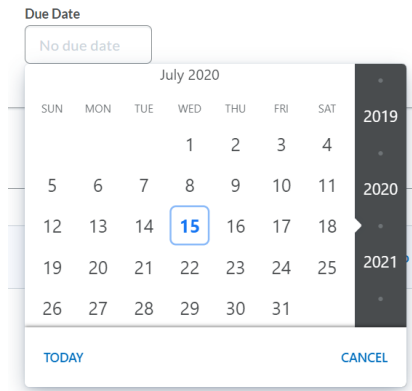 Due Date
No due date
July 2020
SUN MON TUE WED THU FRI SAT
1 2 3 4
5 6 7 8 9 10 11
12 13 14 15 16 17 18
19 20 21 22 23 24 25
26 27 28 29 30 31
2019
2020
2021
TODAY CANCEL